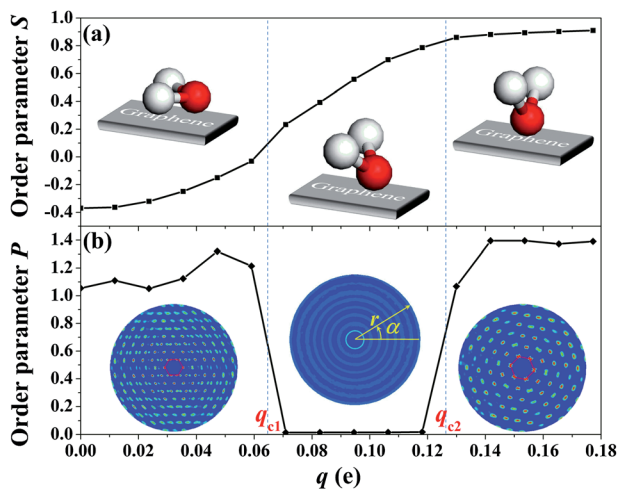 (a)
Order parameter S
1.0
0.8
0.6
0.4
0.2
0.0
-0.2
-0.4
Graphene
Graphene
Graphene
(b)
Order parameter P
1.4
1.2
1.0
0.8
0.6
0.4
0.2
0.0
r
α
qc1
qc2
0.00 0.02 0.04 0.06 0.08 0.10 0.12 0.14 0.16 0.18
q (e)